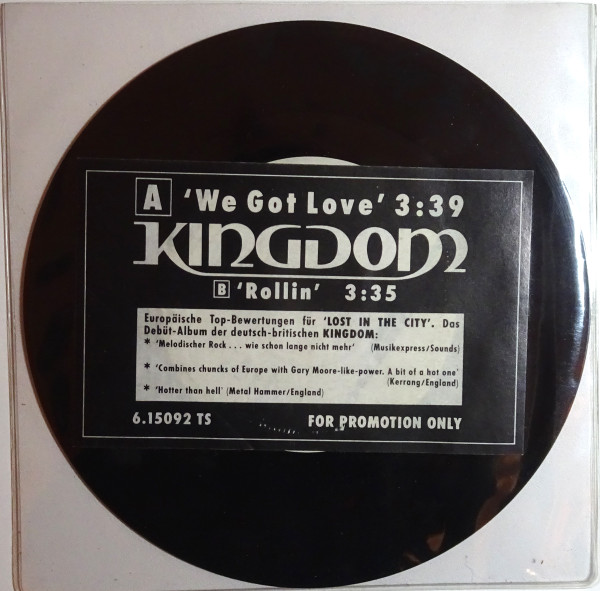 A 'We Got Love' 3:39
KINGDOM
B 'Rollin' 3:35
Europäische Top-Bewertungen für 'LOST IN THE CITY'. Das
Debüt-Album der deutsch-britischen KINGDOM:
* 'Melodischer Rock . . . wie schon lange nicht mehr' (Musikexpress/Sounds)
* 'Combines chuncks of Europe with Gary Moore-like-power. A bit of a hot one'
(Kerrang/England)
* 'Hotter than hell' (Metal Hammer/England)
6.15092 TS FOR PROMOTION ONLY